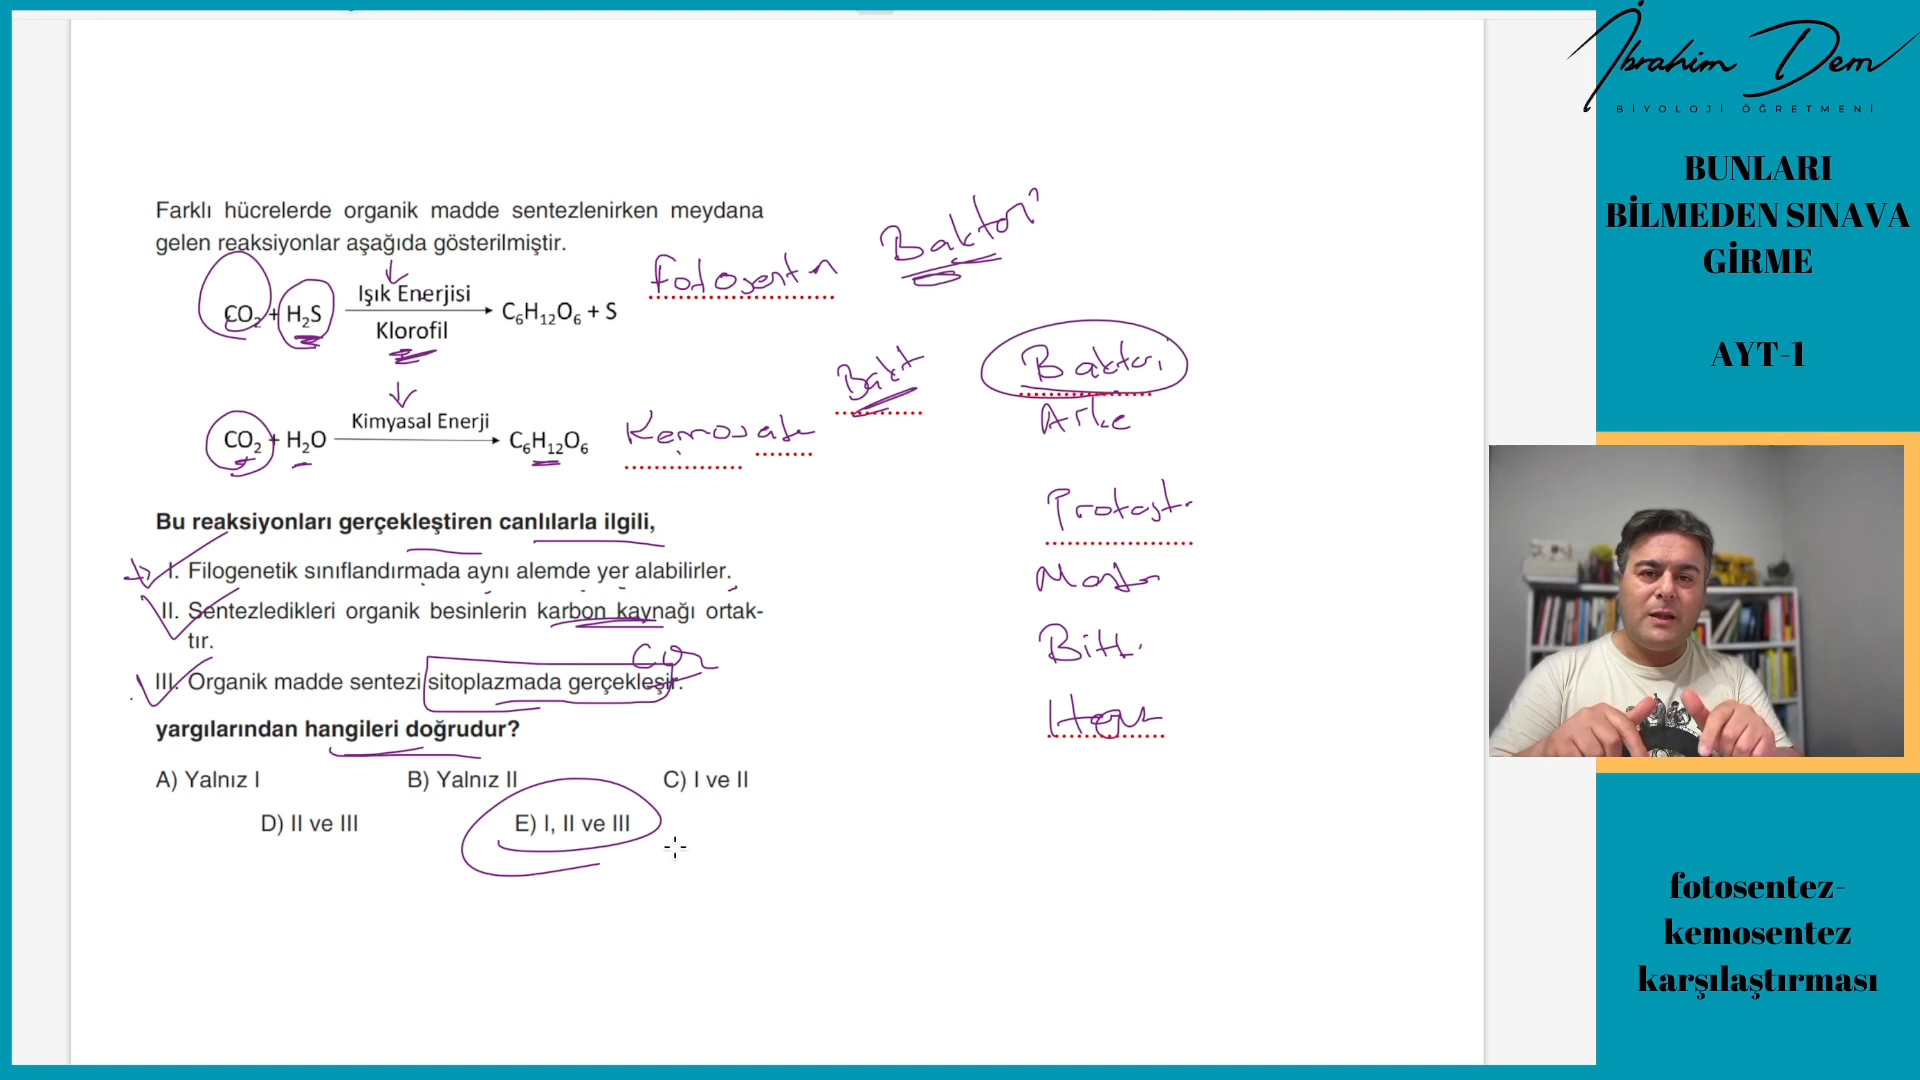 İbrahim Dem
BİYOLOJİ ÖĞRETMENİ
BUNLARI
BİLMEDEN SINAVA
GİRME
AYT-1
Farklı hücrelerde organik madde sentezlenirken meydana
gelen reaksiyonlar aşağıda gösterilmiştir.
CO₂ + H₂S Işık Enerjisi Klorofil → C₆H₁₂O₆ + S
Bakteri
CO₂ + H₂O Kimyasal Enerji → C₆H₁₂O₆
Bakteri
Arke
Bu reaksiyonları gerçekleştiren canlılarla ilgili,
I. Filogenetik sınıflandırmada aynı alemde yer alabilirler.
II. Sentezledikleri organik besinlerin karbon kaynağı ortak-
tır.
CO₂
III. Organik madde sentezi sitoplazmada gerçekleşir.
yargılarından hangileri doğrudur?
A) Yalnız I B) Yalnız II C) I ve II
D) II ve III E) I, II ve III
Protist.
Bitk.
fotosentez-
kemosentez
karşılaştırması